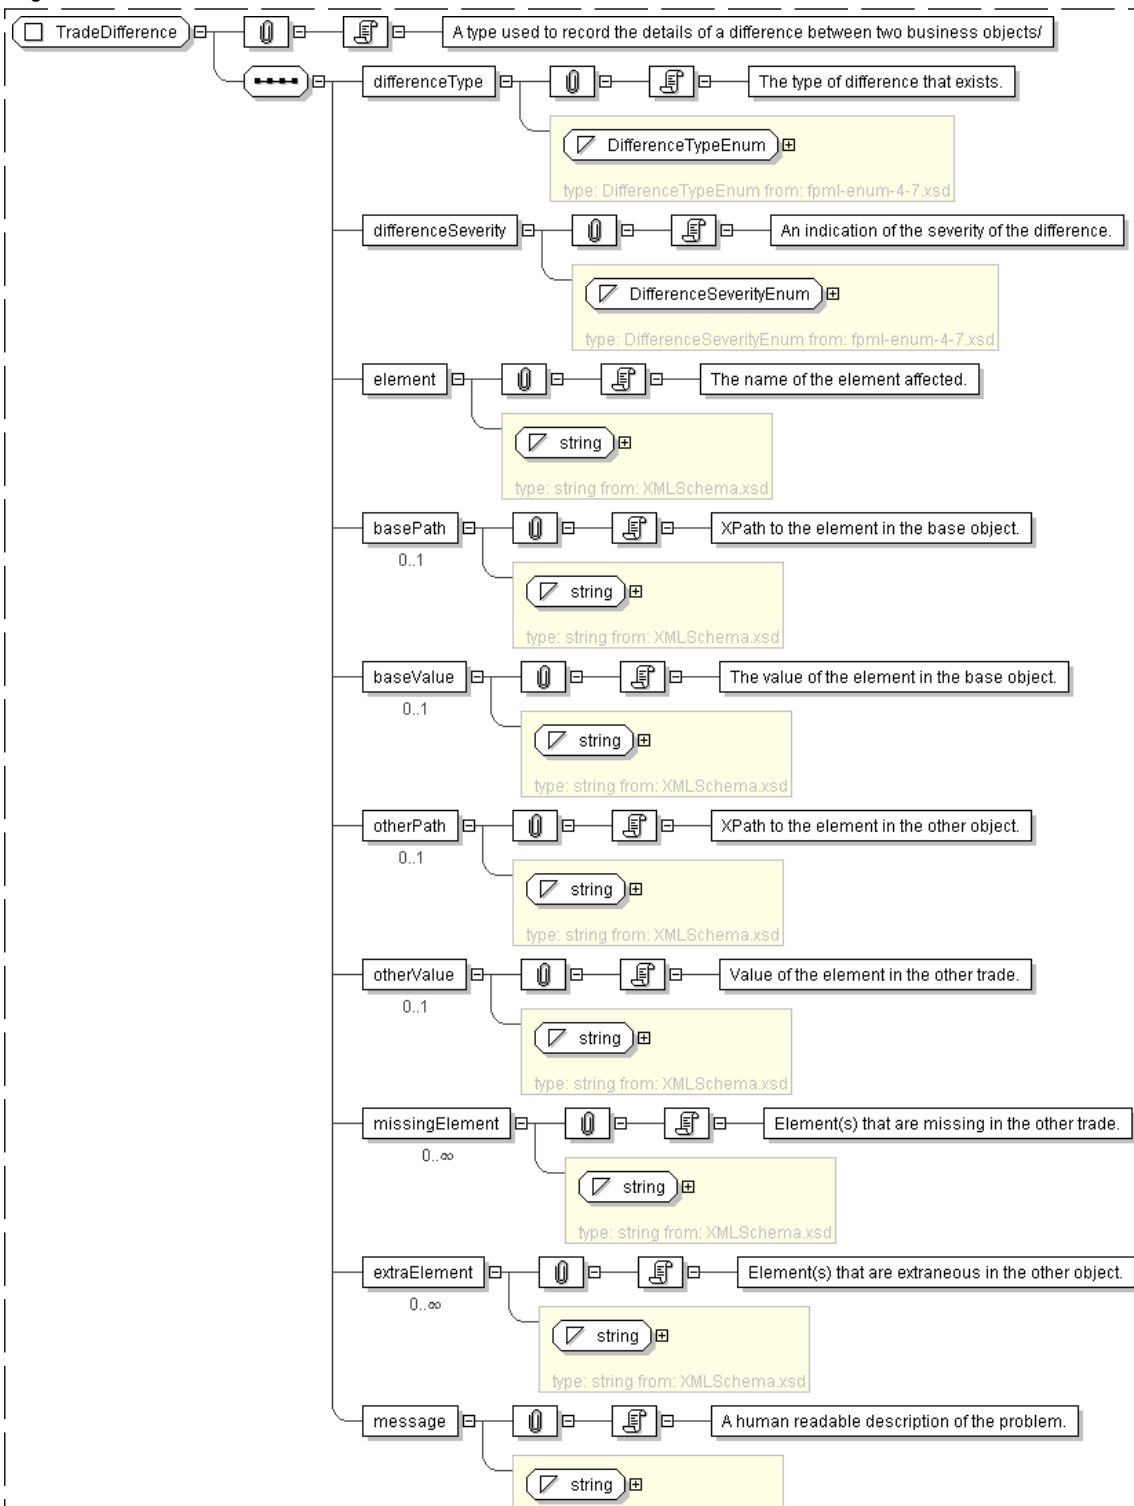 TradeDifference A type used to record the details of a difference between two business objects/
differenceType The type of difference that exists.
DifferenceTypeEnum
type: DifferenceTypeEnum from: fpml-enum-4-7.xsd
differenceSeverity An indication of the severity of the difference.
DifferenceSeverityEnum
type: DifferenceSeverityEnum from: fpml-enum-4-7.xsd
element The name of the element affected.
string
type: string from: XMLSchema.xsd
basePath XPath to the element in the base object.
0..1
string
type: string from: XMLSchema.xsd
baseValue The value of the element in the base object.
0..1
string
type: string from: XMLSchema.xsd
otherPath XPath to the element in the other object.
0..1
string
type: string from: XMLSchema.xsd
otherValue Value of the element in the other trade.
0..1
string
type: string from: XMLSchema.xsd
missingElement Element(s) that are missing in the other trade.
0..∞
string
type: string from: XMLSchema.xsd
extraElement Element(s) that are extraneous in the other object.
0..∞
string
type: string from: XMLSchema.xsd
message A human readable description of the problem.
string